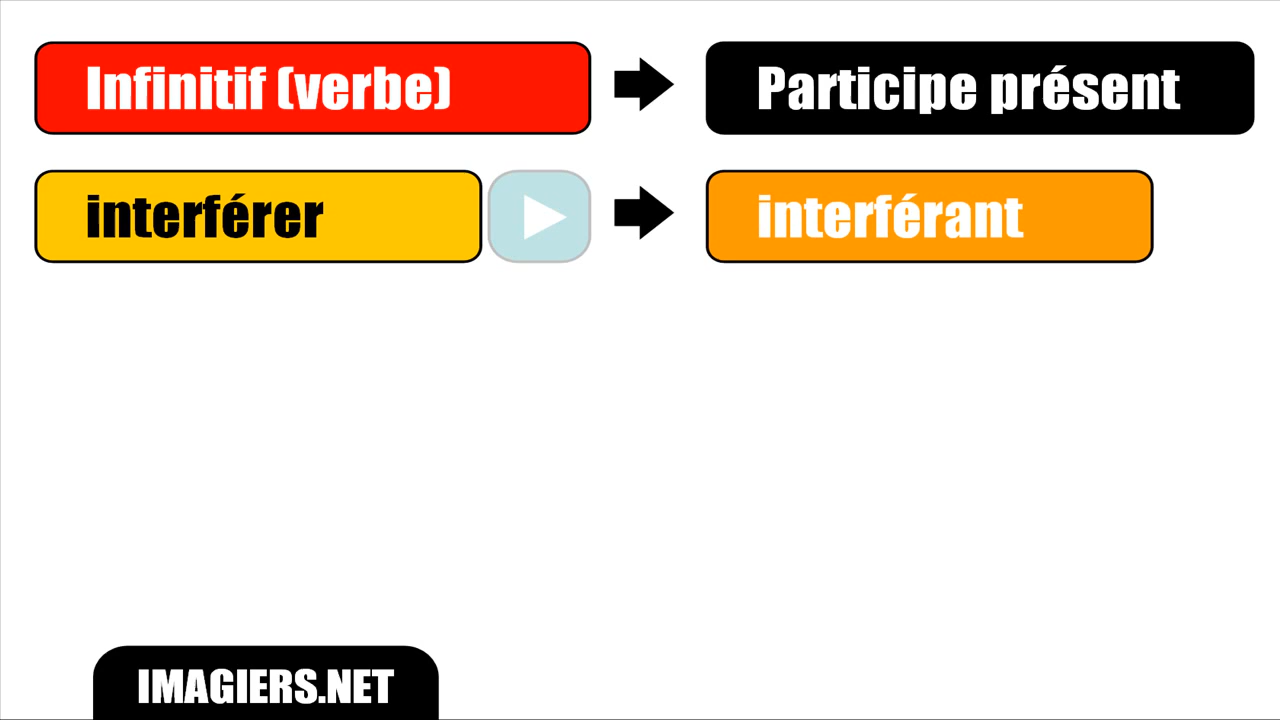 Infinitif (verbe)
Participe présent
interférer
interférant
IMAGIERS.NET